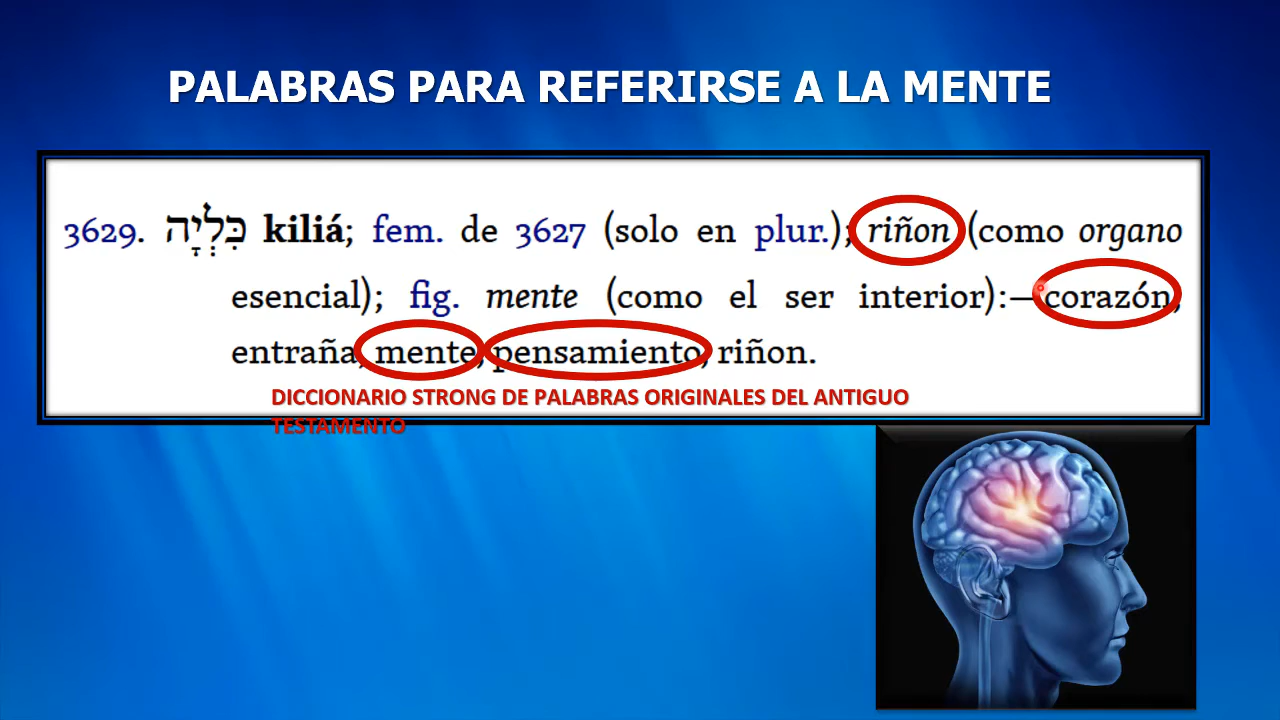 PALABRAS PARA REFERIRSE A LA MENTE
3629. כִּלְיָה kiliá; fem. de 3627 (solo en plur.); riñon (como organo
esencial); fig. mente (como el ser interior):—corazón,
entraña, mente, pensamiento, riñon.
DICCIONARIO STRONG DE PALABRAS ORIGINALES DEL ANTIGUO
TESTAMENTO